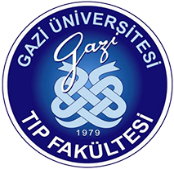 GAZİ ÜNİVERSİTESİ
Gazi
1979
TIP FAKÜLTESİ